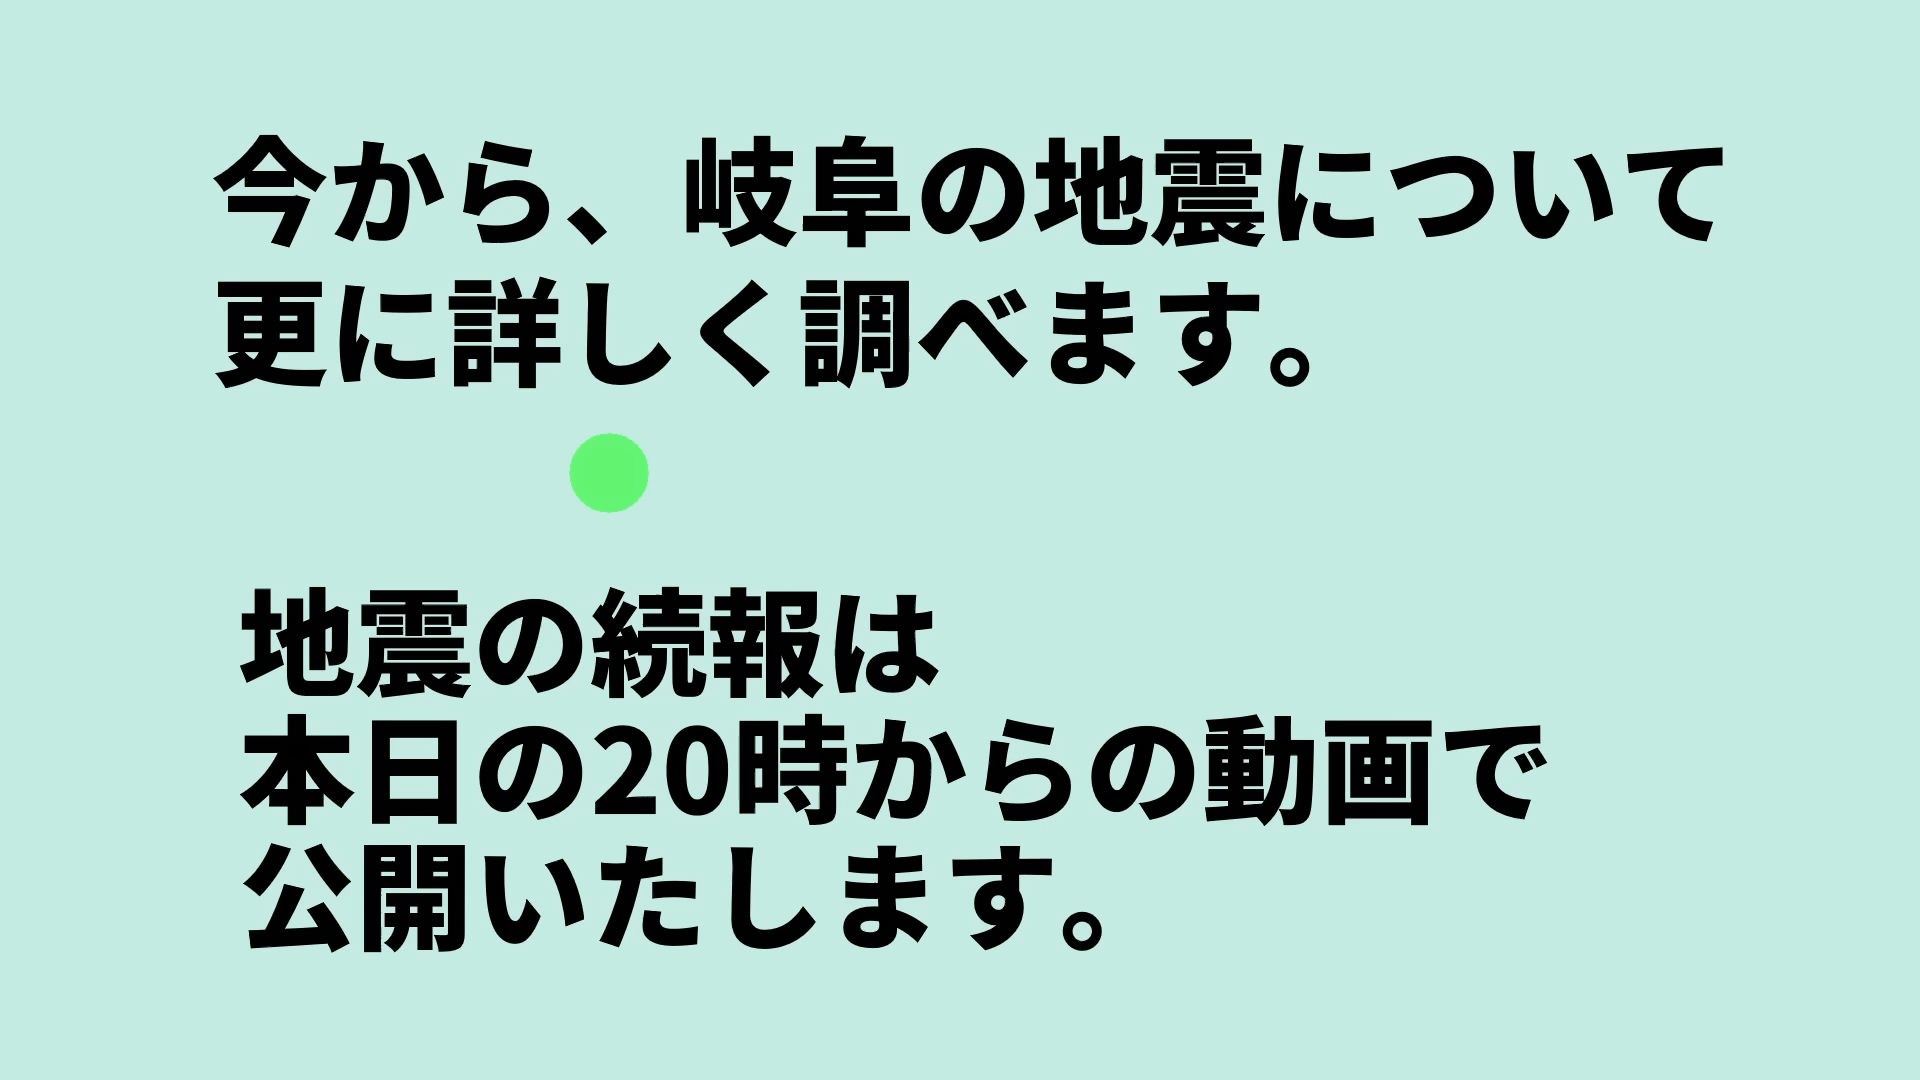 今から、岐阜の地震について
更に詳しく調べます。
地震の続報は
本日の20時からの動画で
公開いたします。